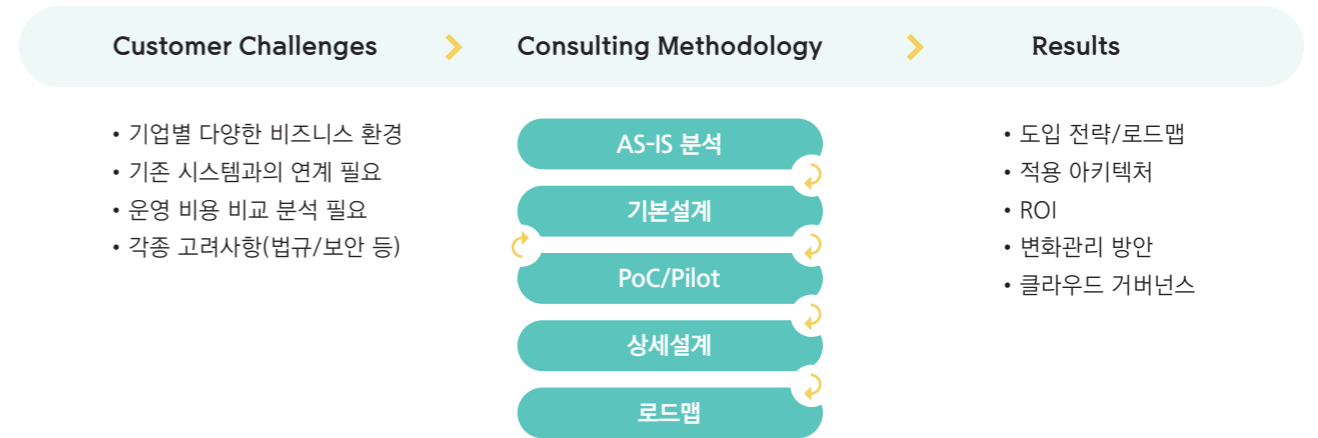 Customer Challenges
Consulting Methodology
Results
• 기업별 다양한 비즈니스 환경
• 기존 시스템과의 연계 필요
• 운영 비용 비교 분석 필요
• 각종 고려사항(법규/보안 등)
AS-IS 분석
기본설계
PoC/Pilot
상세설계
로드맵
• 도입 전략/로드맵
• 적용 아키텍처
• ROI
• 변화관리 방안
• 클라우드 거버넌스